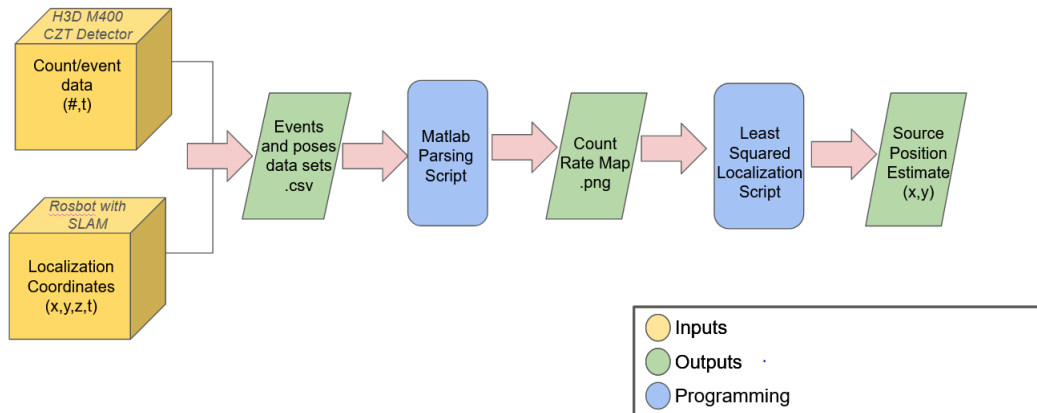 H3D M400
CZT Detector
Count/event
data
(#,t)
Rosbot with
SLAM
Localization
Coordinates
(x,y,z,t)
Events
and poses
data sets
.csv
Matlab
Parsing
Script
Count
Rate Map
.png
Least
Squared
Localization
Script
Source
Position
Estimate
(x,y)
Inputs
Outputs
Programming